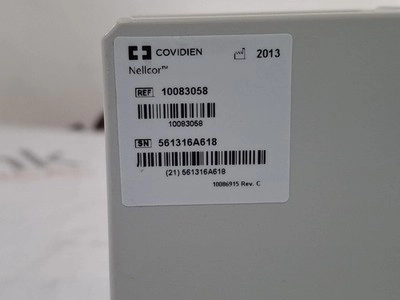 COVIDIEN 2013
Nellcor™
REF 10083058
10083058
SN 561316A618
(21) 561316A618
10086915 Rev. C